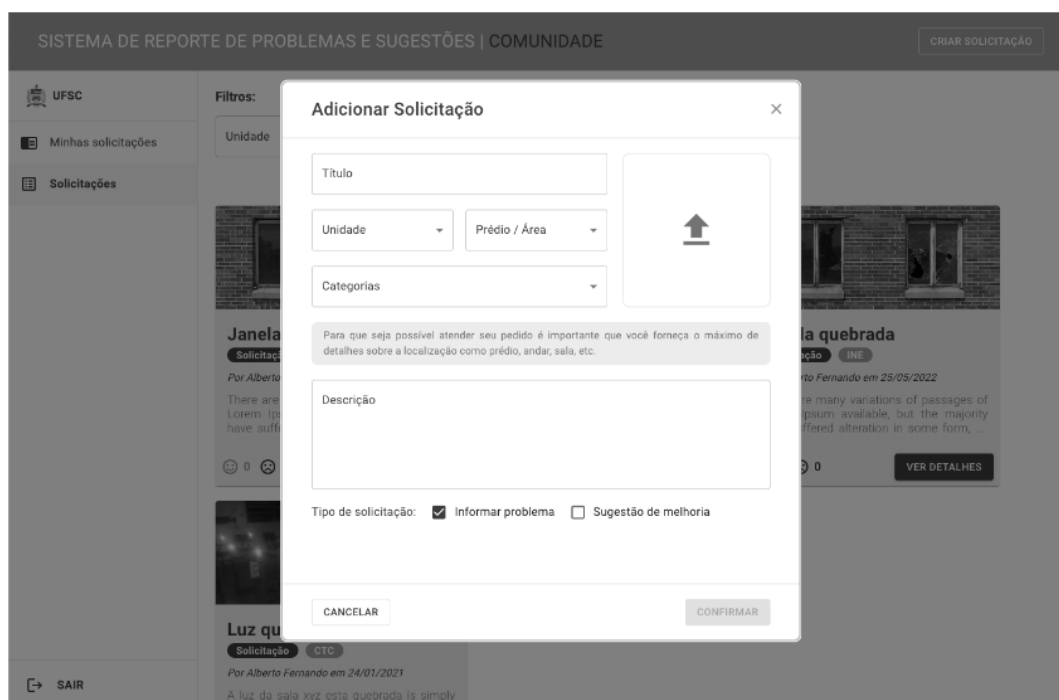 SISTEMA DE REPORTE DE PROBLEMAS E SUGESTÕES | COMUNIDADE
CRIAR SOLICITAÇÃO
UFSC
Minhas solicitações
Solicitações
SAIR
Filtros:
Unidade
Adicionar Solicitação
×
Título
Unidade
Prédio / Área
Categorias
Para que seja possível atender seu pedido é importante que você forneça o máximo de
detalhes sobre a localização como prédio, andar, sala, etc.
Descrição
Tipo de solicitação: Informar problema Sugestão de melhoria
CANCELAR
CONFIRMAR
Janela
Solicitaç
Por Alberto
There are
Lorem Ips
have suffe
0
la quebrada
ação INE
rto Fernando em 25/05/2022
re many variations of passages of
Ipsum available, but the majority
ffered alteration in some form, ...
0
VER DETALHES
Luz qu
Solicitação CTC
Por Alberto Fernando em 24/01/2021
A luz da sala xyz esta quebrada is simply